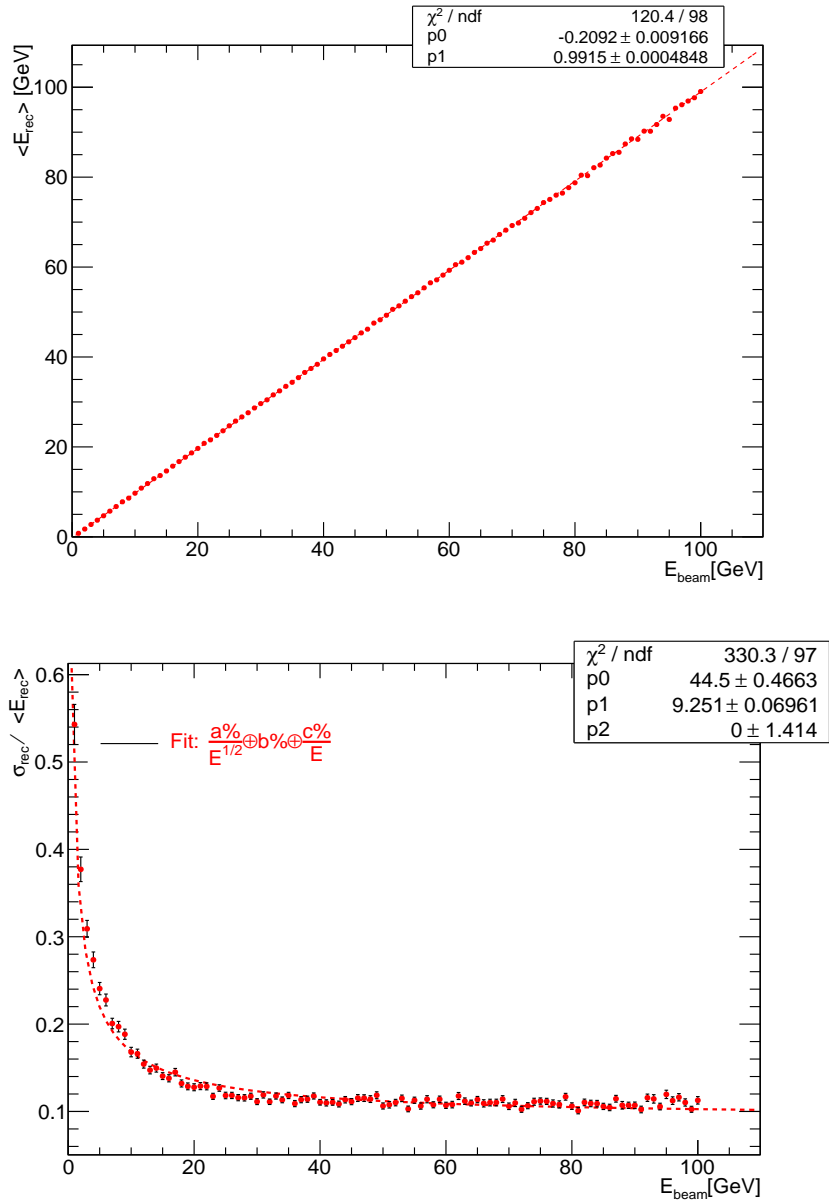 χ² / ndf 120.4 / 98
p0 -0.2092 ± 0.009166
p1 0.9915 ± 0.0004848
<E_rec> [GeV]
100
80
60
40
20
0
0 20 40 60 80 100
E_beam[GeV]
χ² / ndf 330.3 / 97
p0 44.5 ± 0.4663
p1 9.251 ± 0.06961
p2 0 ± 1.414
σ_rec / <E_rec>
0.6
Fit: a%/E^1/2 ⊕b%⊕ c%/E
0.5
0.4
0.3
0.2
0.1
0 20 40 60 80 100
E_beam[GeV]